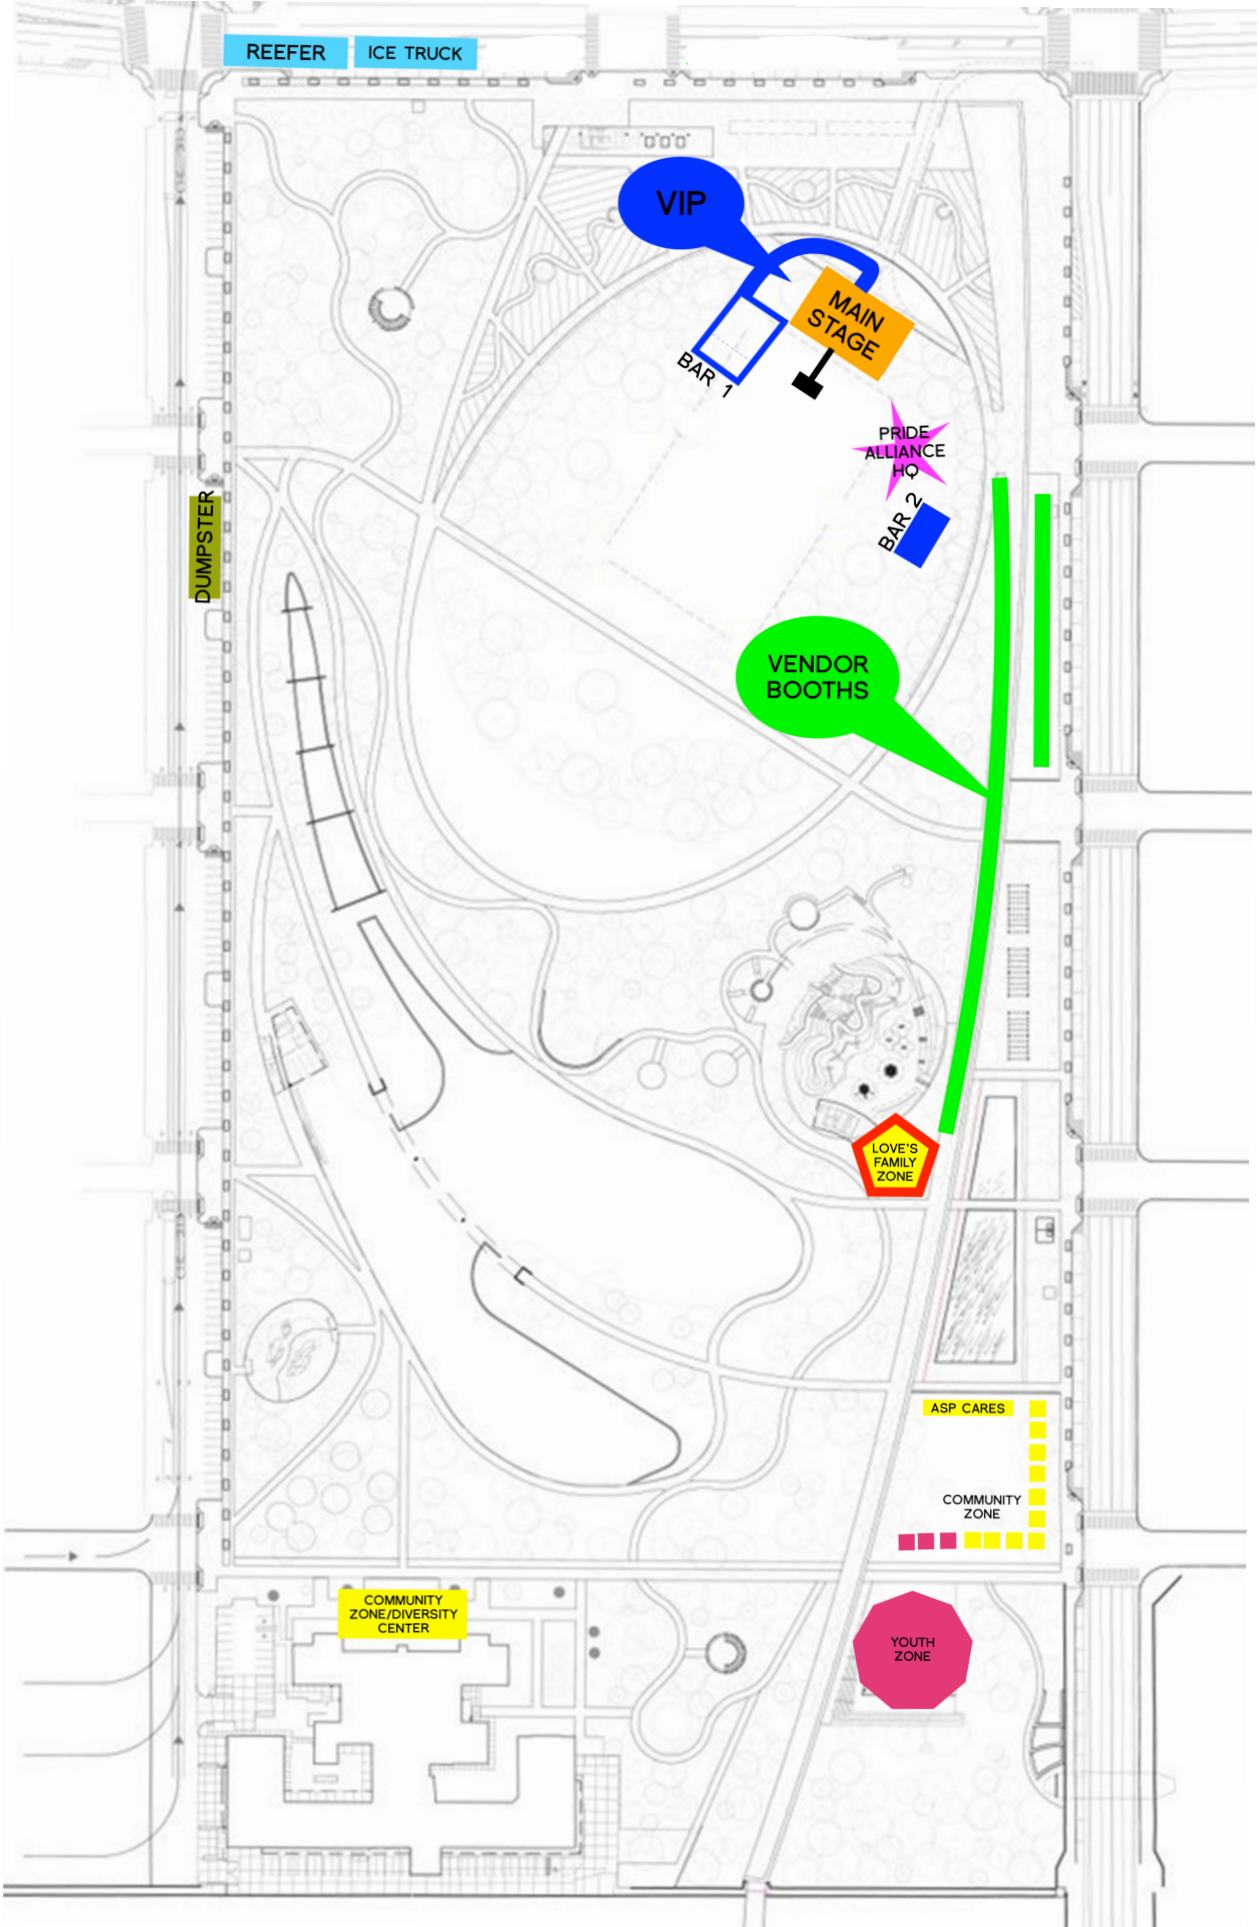 REEFER
ICE TRUCK
VIP
MAIN
STAGE
BAR 1
PRIDE
ALLIANCE
HQ
BAR 2
DUMPSTER
VENDOR
BOOTHS
LOVE'S
FAMILY
ZONE
ASP CARES
COMMUNITY
ZONE
COMMUNITY
ZONE/DIVERSITY
CENTER
YOUTH
ZONE